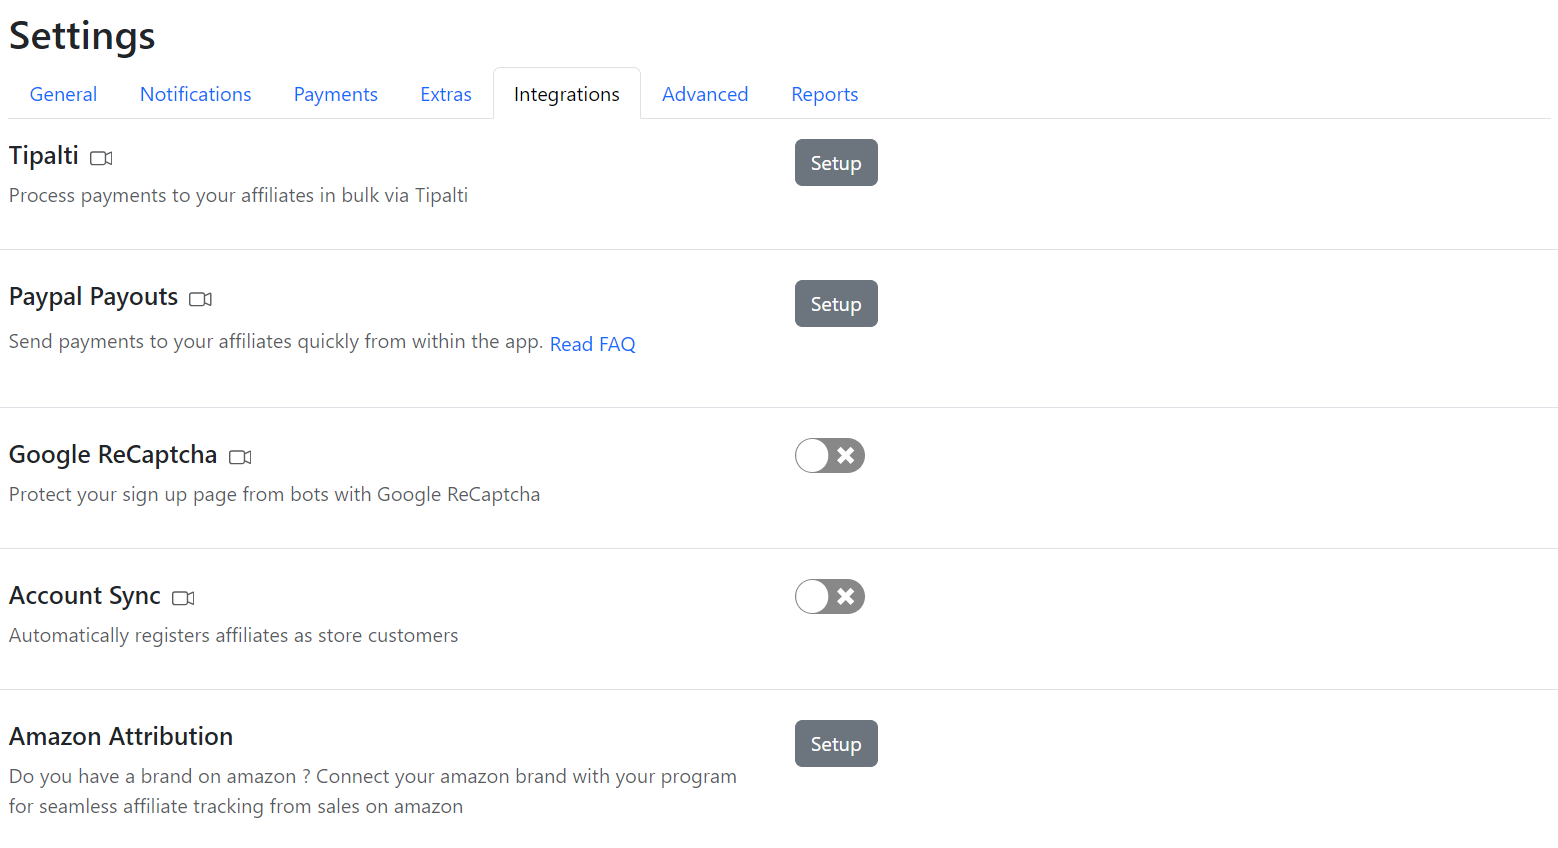 Settings
General Notifications Payments Extras Integrations Advanced Reports
Tipalti Setup
Process payments to your affiliates in bulk via Tipalti
Paypal Payouts Setup
Send payments to your affiliates quickly from within the app. Read FAQ
Google ReCaptcha
Protect your sign up page from bots with Google ReCaptcha
Account Sync
Automatically registers affiliates as store customers
Amazon Attribution Setup
Do you have a brand on amazon ? Connect your amazon brand with your program
for seamless affiliate tracking from sales on amazon